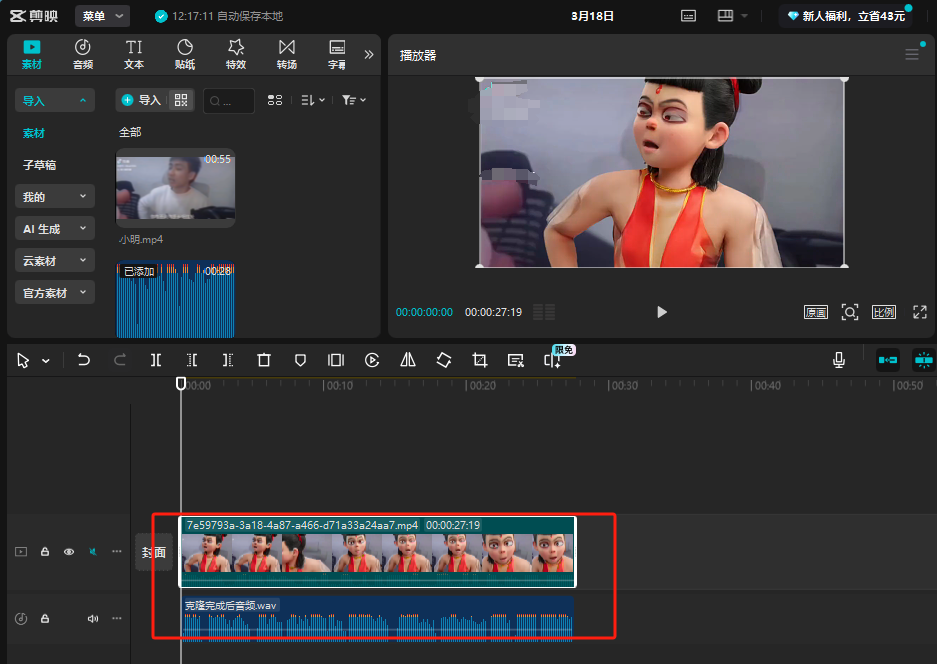 剪映 菜单 12:17:11 自动保存本地 3月18日 新人福利，立省43元
素材 音频 文本 贴纸 特效 转场 字幕
播放器
导入 导入
素材 全部
子草稿
00:55
我的
小明.mp4
AI 生成
云素材
已添加 00:28
官方素材
00:00:00:00 00:00:27:19 原画 比例
限免
00:00 00:10 00:20 00:30 00:40 00:50
7e59793a-3a18-4a87-a466-d71a33a24aa7.mp4 00:00:27:19
封面
克隆完成后音频.wav